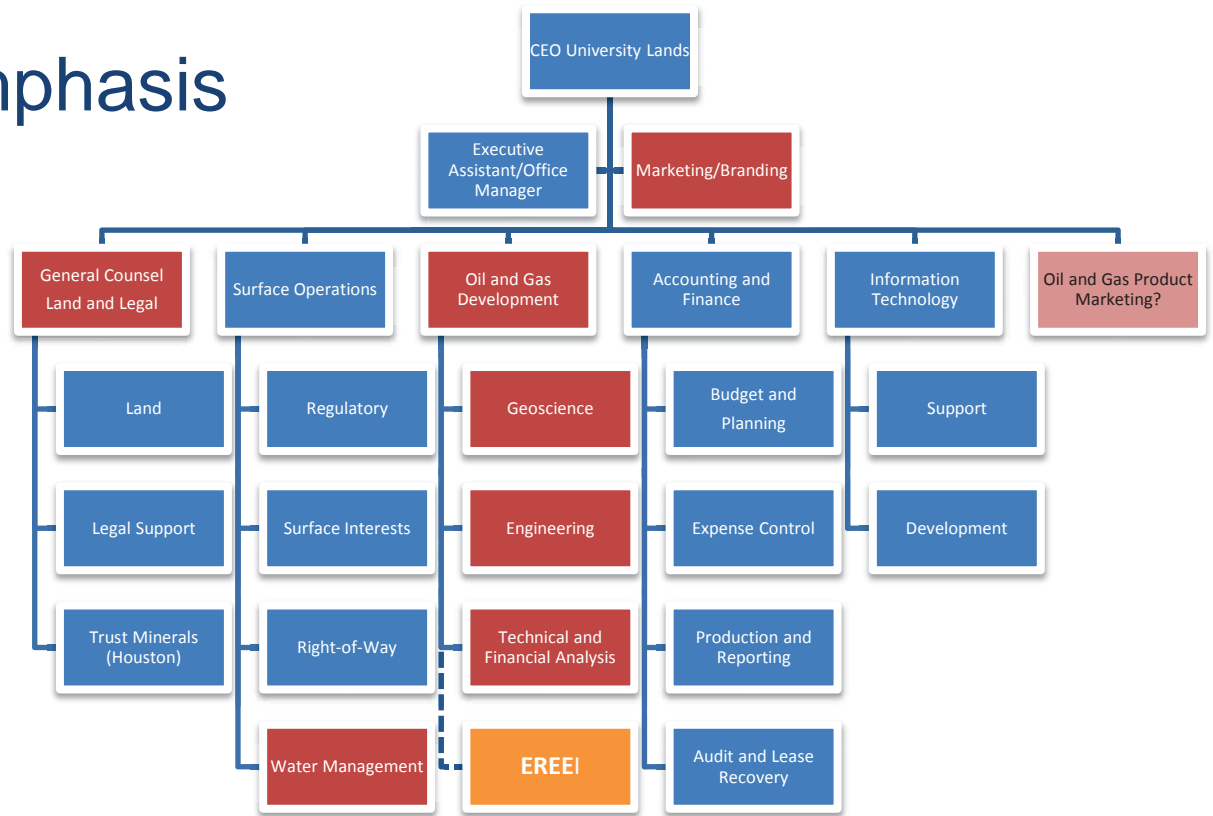 nphasis
CEO University Lands
Executive
Assistant/Office
Manager
Marketing/Branding
General Counsel
Land and Legal
Surface Operations
Oil and Gas
Development
Accounting and
Finance
Information
Technology
Oil and Gas Product
Marketing?
Land
Regulatory
Geoscience
Budget and
Planning
Support
Legal Support
Surface Interests
Engineering
Expense Control
Development
Trust Minerals
(Houston)
Right-of-Way
Technical and
Financial Analysis
Production and
Reporting
Water Management
EREEI
Audit and Lease
Recovery